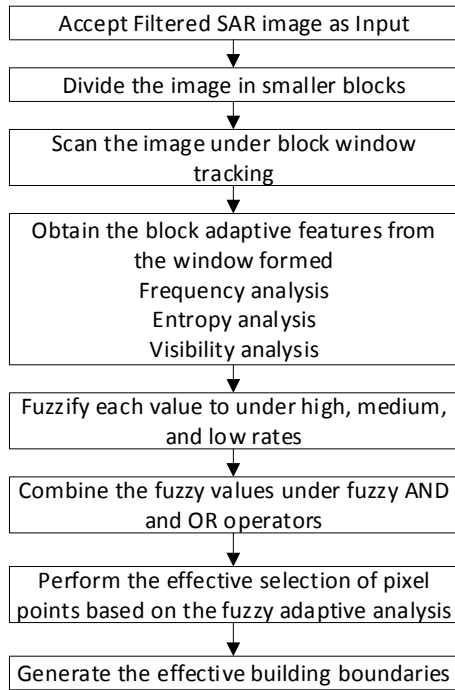 Accept Filtered SAR image as Input
Divide the image in smaller blocks
Scan the image under block window
tracking
Obtain the block adaptive features from
the window formed
Frequency analysis
Entropy analysis
Visibility analysis
Fuzzify each value to under high, medium,
and low rates
Combine the fuzzy values under fuzzy AND
and OR operators
Perform the effective selection of pixel
points based on the fuzzy adaptive analysis
Generate the effective building boundaries